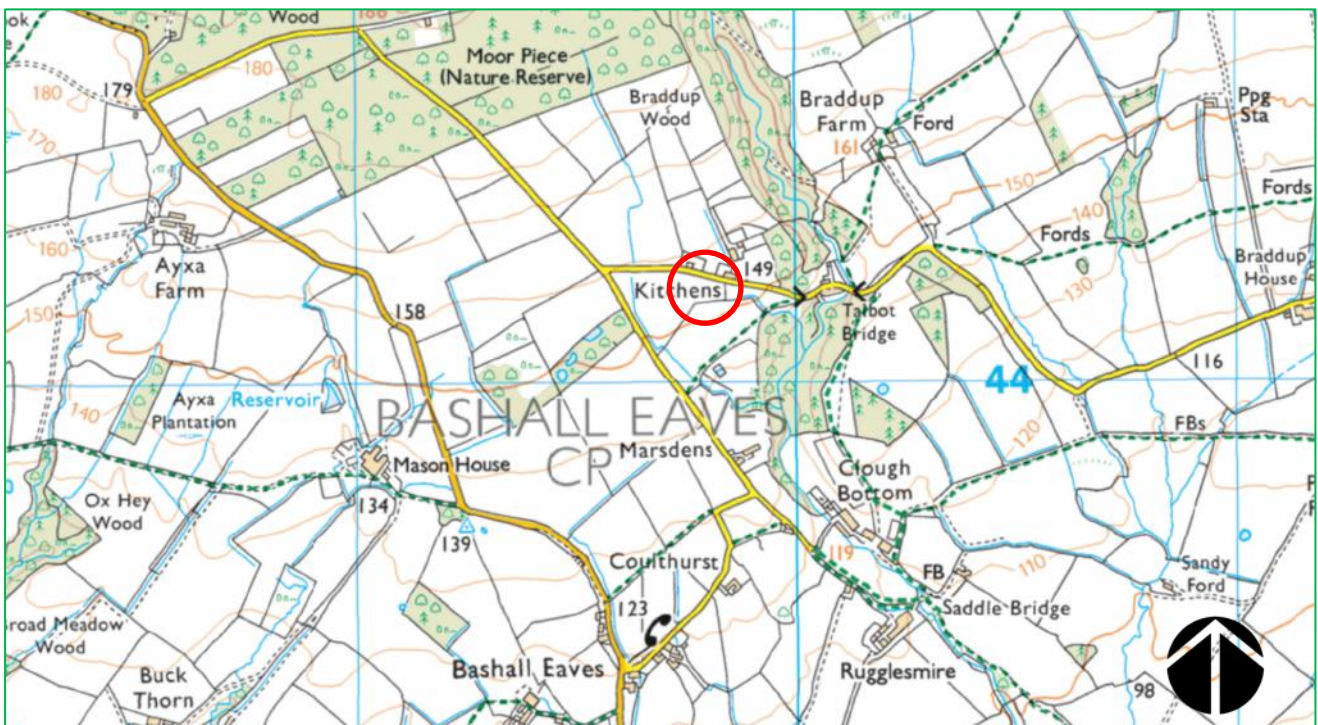 ook
Wood
188
Moor Piece
(Nature Reserve)
180
180
179
170
Braddup
Wood
Braddup
Farm
161
Ford
Ppg
Sta
150
140
Fords
Fords
160
Ayxa
Farm
149
Kitchens
Braddup
House
130
150
158
Talbot
Bridge
116
44
140
Ayxa
Plantation
Reservoir
BASHALL EAVES
CP
120
FBs
Marsdens
Mason House
Clough
Bottom
Ox Hey
Wood
134
139
Coulthurst
119
FB
110
Sandy
Ford
123
Saddle Bridge
road Meadow
Wood
Buck
Thorn
Bashall Eaves
Rugglesmire
98